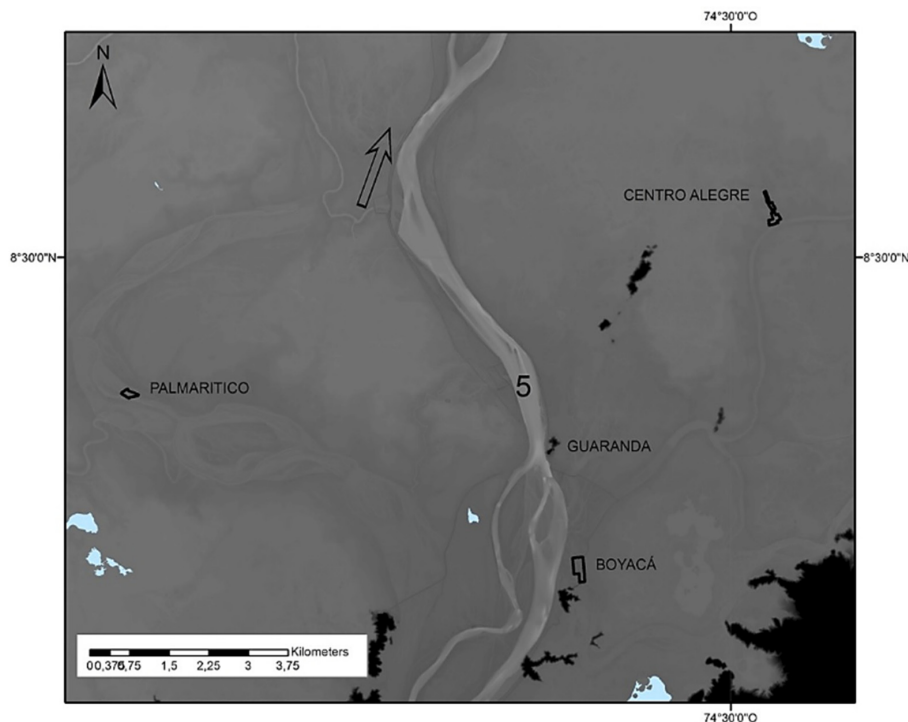 74°30'0"O
N
CENTRO ALEGRE
8°30'0"N
8°30'0"N
PALMARITICO
5
GUARANDA
BOYACÁ
Kilometers
0 0,375 0,75 1,5 2,25 3 3,75
74°30'0"O